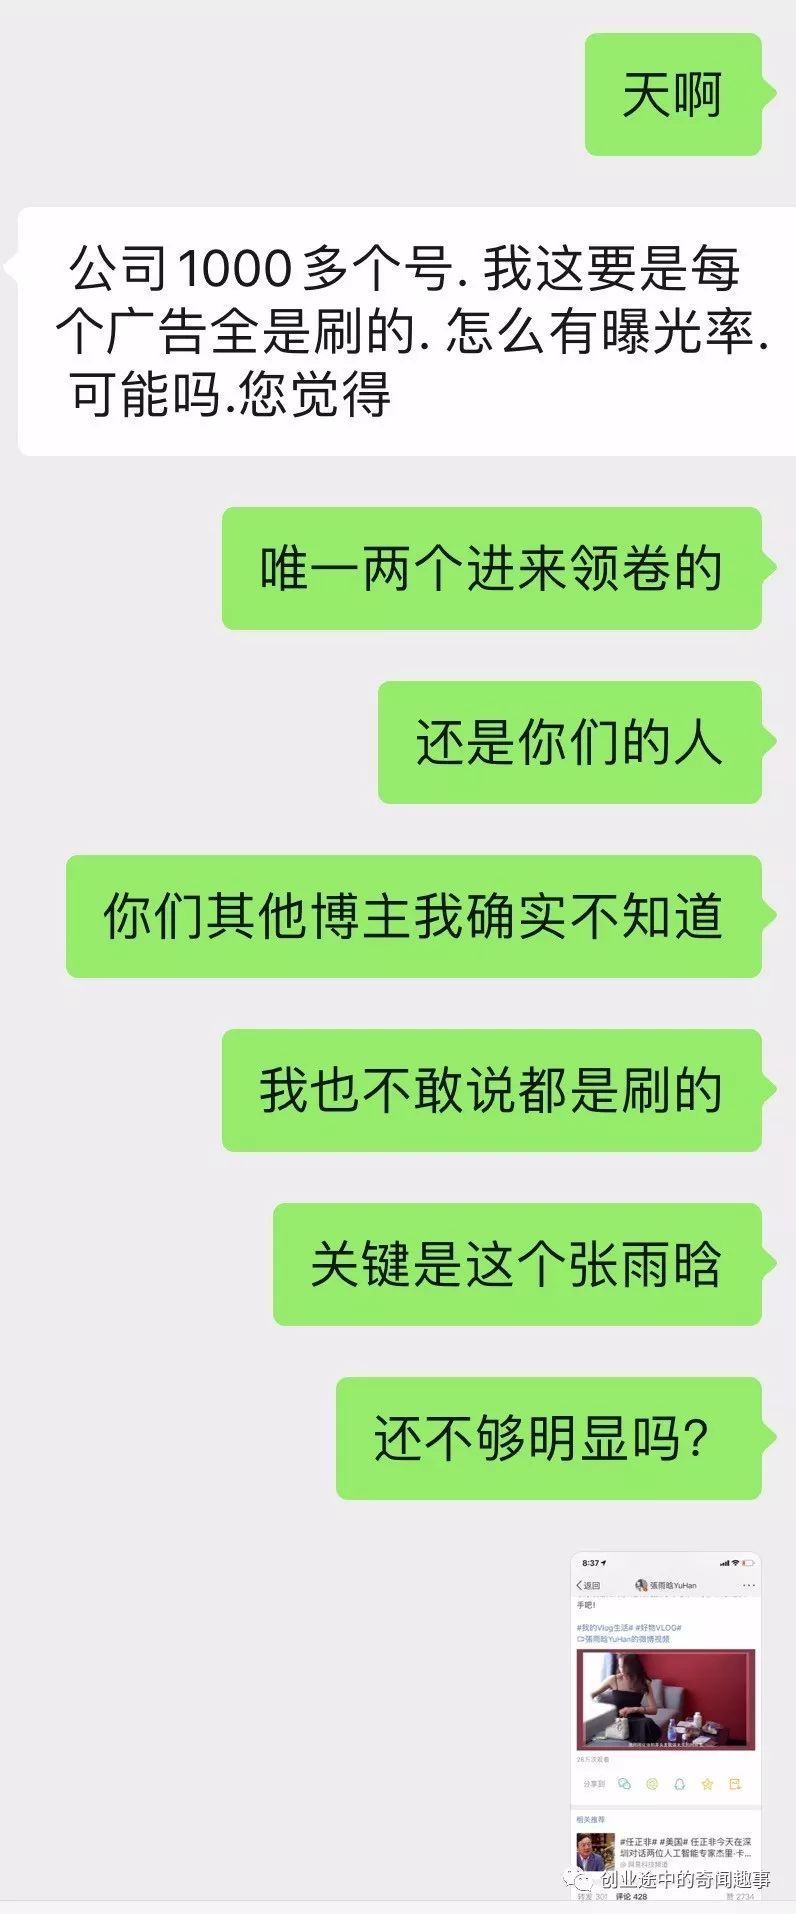 天啊
公司1000多个号. 我这要是每
个广告全是刷的. 怎么有曝光率.
可能吗.您觉得
唯一两个进来领卷的
还是你们的人
你们其他博主我确实不知道
我也不敢说都是刷的
关键是这个张雨晗
还不够明显吗?
8:37
返回 張雨晗YuHan
手吧!
#我的Vlog生活# #好物VLOG#
張雨晗YuHan的微博视频
26万次观看
分享到
相关推荐
#任正非# #美国# 任正非今天在深
圳对话两位人工智能专家杰里·卡...
@网易科技频道
创业途中的奇闻趣事
转发 301 评论 428 赞 2734